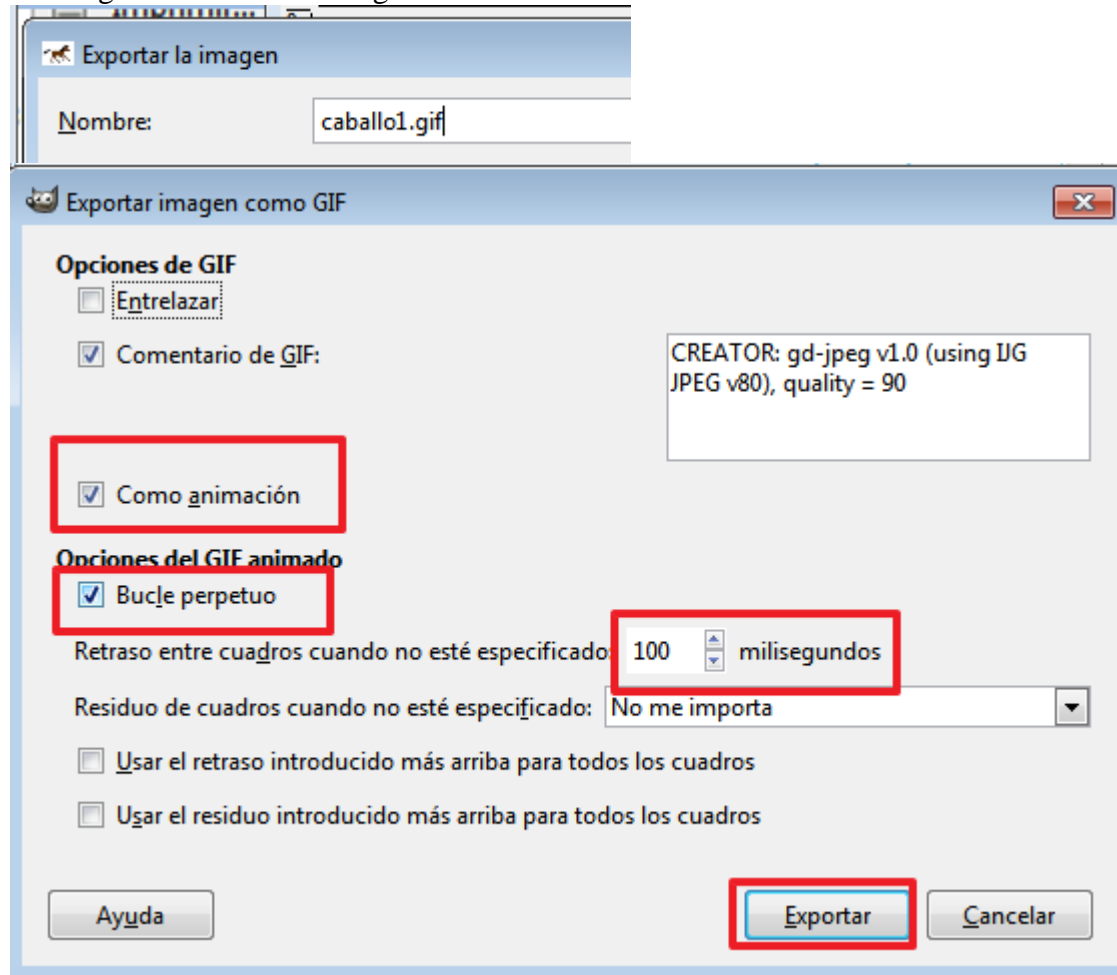 Exportar la imagen
Nombre: caballo1.gif
Exportar imagen como GIF
Opciones de GIF
Entrelazar
Comentario de GIF: CREATOR: gd-jpeg v1.0 (using IJG
JPEG v80), quality = 90
Como animación
Opciones del GIF animado
Bucle perpetuo
Retraso entre cuadros cuando no esté especificado: 100 milisegundos
Residuo de cuadros cuando no esté especificado: No me importa
Usar el retraso introducido más arriba para todos los cuadros
Usar el residuo introducido más arriba para todos los cuadros
Ayuda Exportar Cancelar